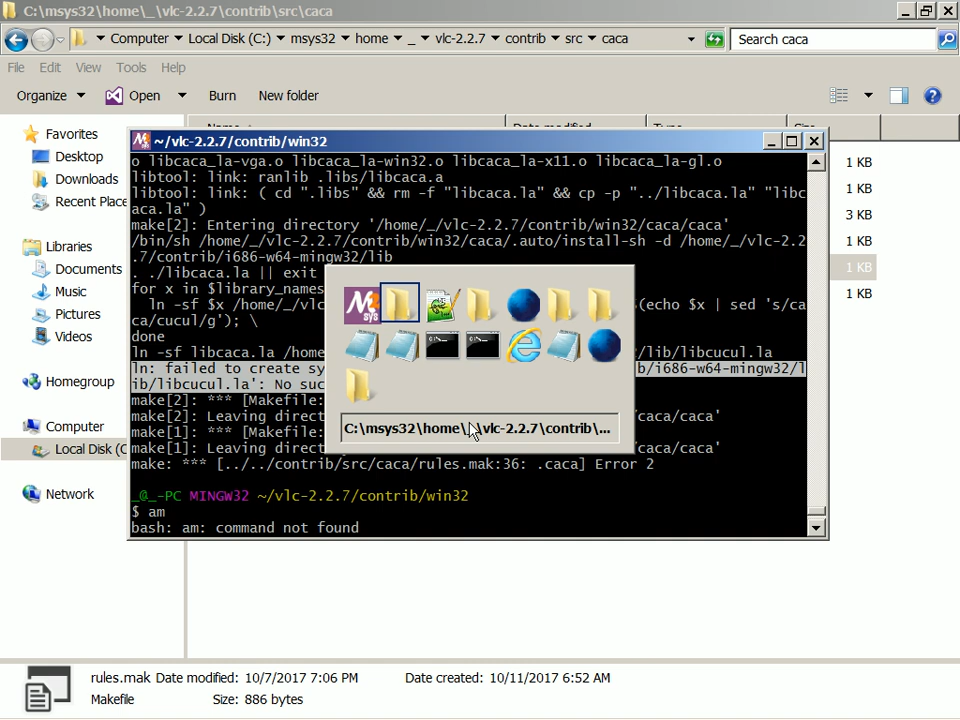 C:\msys32\home\_\vlc-2.2.7\contrib\src\caca
Computer Local Disk (C:) msys32 home _ vlc-2.2.7 contrib src caca
Search caca
File Edit View Tools Help
Organize Open Burn New folder
Favorites
Desktop
Downloads
Recent Place
Libraries
Documents
Music
Pictures
Videos
Homegroup
Computer
Local Disk (C
Network
1 KB
1 KB
3 KB
1 KB
1 KB
1 KB
~/vlc-2.2.7/contrib/win32
o libcaca_la-vga.o libcaca_la-win32.o libcaca_la-x11.o libcaca_la-gl.o
libtool: link: ranlib .libs/libcaca.a
libtool: link: ( cd ".libs" && rm -f "libcaca.la" && cp -p "../libcaca.la" "libc
aca.la" )
make[2]: Entering directory '/home/_/vlc-2.2.7/contrib/win32/caca/caca'
/bin/sh /home/_/vlc-2.2.7/contrib/win32/caca/.auto/install-sh -d /home/_/vlc-2.2
.7/contrib/i686-w64-mingw32/lib
. ./libcaca.la || exit
for x in $library_names
ln -sf $x /home/_/vlc (echo $x | sed 's/ca
ca/cucul/g'); \
done
ln -sf libcaca.la /home /lib/libcucul.la
ln: failed to create sy b/i686-w64-mingw32/l
ib/libcucul.la': No suc
make[2]: *** [Makefile:
make[2]: Leaving direct /caca/caca'
make[1]: *** [Makefile:
make[1]: Leaving direct /caca/caca'
make: *** [../../contrib/src/caca/rules.mak:36: .caca] Error 2
_@_-PC MINGW32 ~/vlc-2.2.7/contrib/win32
$ am
bash: am: command not found
C:\msys32\home\_\vlc-2.2.7\contrib\...
rules.mak Date modified: 10/7/2017 7:06 PM Date created: 10/11/2017 6:52 AM
Makefile Size: 886 bytes